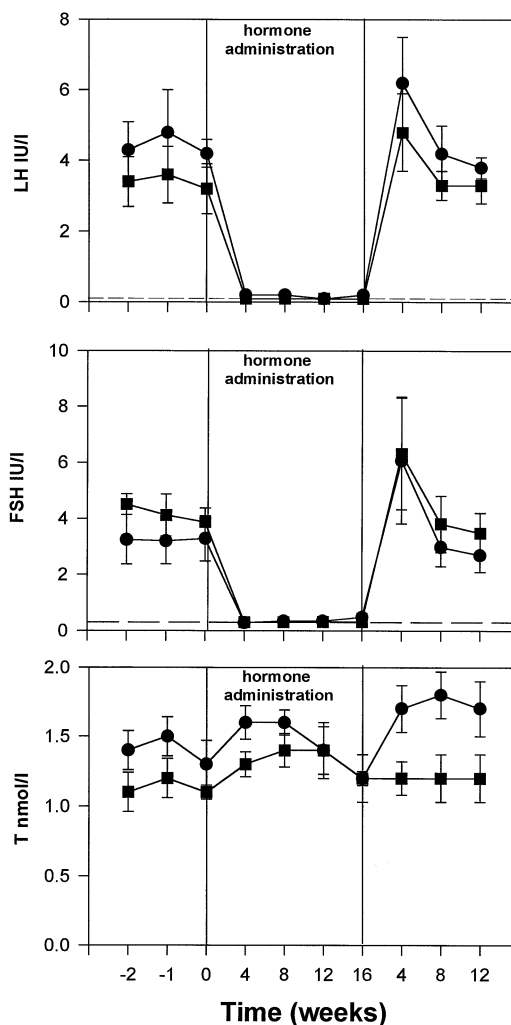 8
hormone
administration
6
LH IU/l
4
2
0
10
hormone
administration
8
6
FSH IU/l
4
2
0
2.0
hormone
administration
1.5
T nmol/l
1.0
0.5
0.0
-2 -1 0 4 8 12 16 4 8 12
Time (weeks)